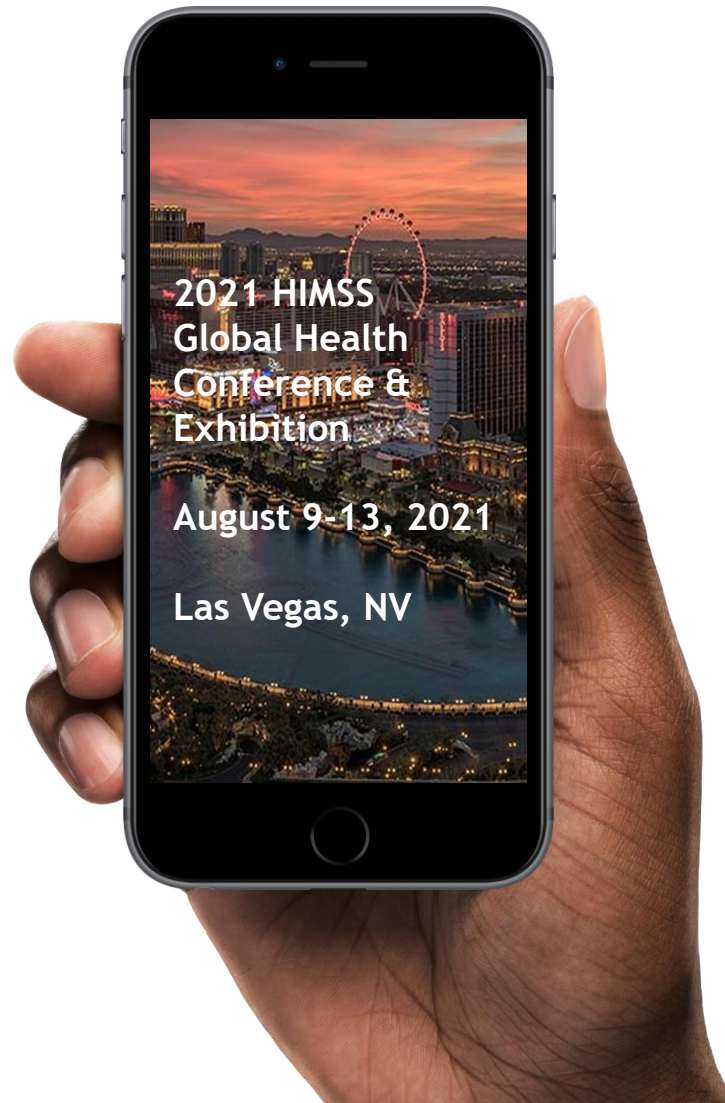 2021 HIMSS
Global Health
Conference &
Exhibition
August 9-13, 2021
Las Vegas, NV